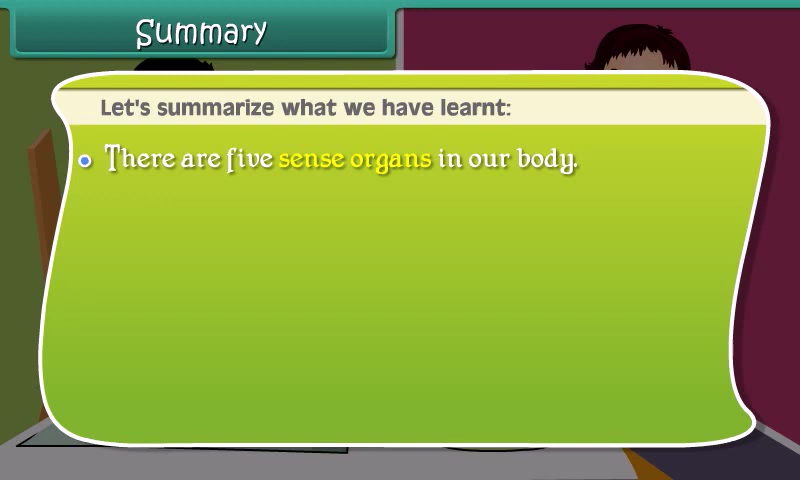 Summary
Let's summarize what we have learnt:
There are five sense organs in our body.